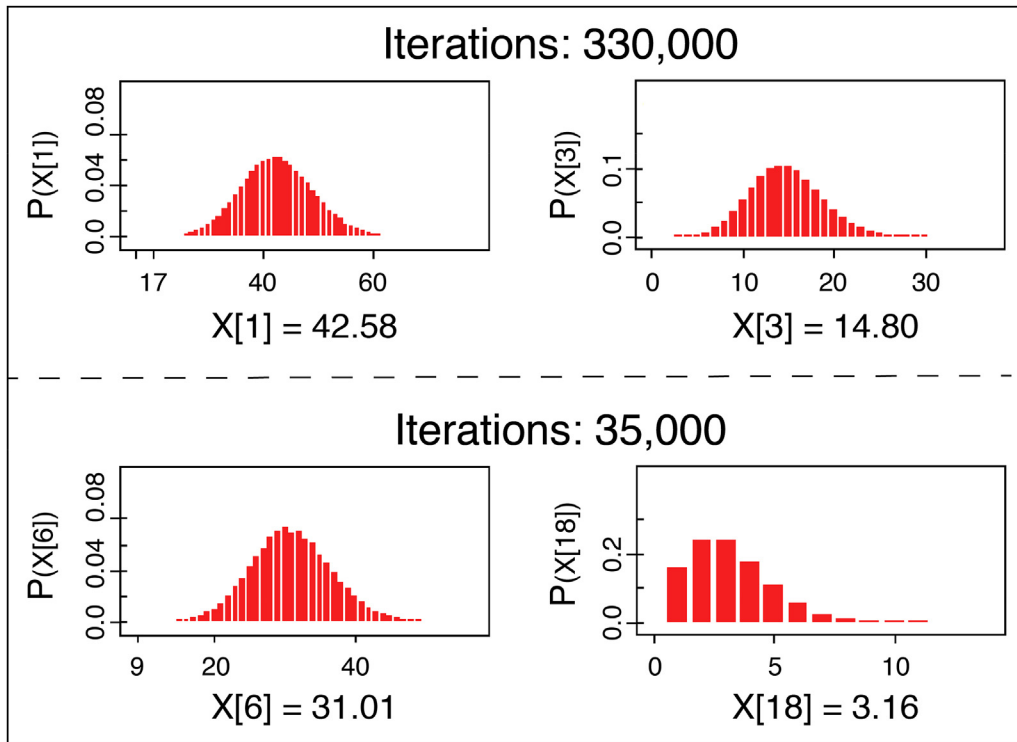 Iterations: 330,000
P(X[1])
0.08
0.04
0.0
17 40 60
X[1] = 42.58
P(X[3])
0.1
0.0
0 10 20 30
X[3] = 14.80
Iterations: 35,000
P(X[6])
0.08
0.04
0.0
9 20 40
X[6] = 31.01
P(X[18])
0.2
0.0
0 5 10
X[18] = 3.16